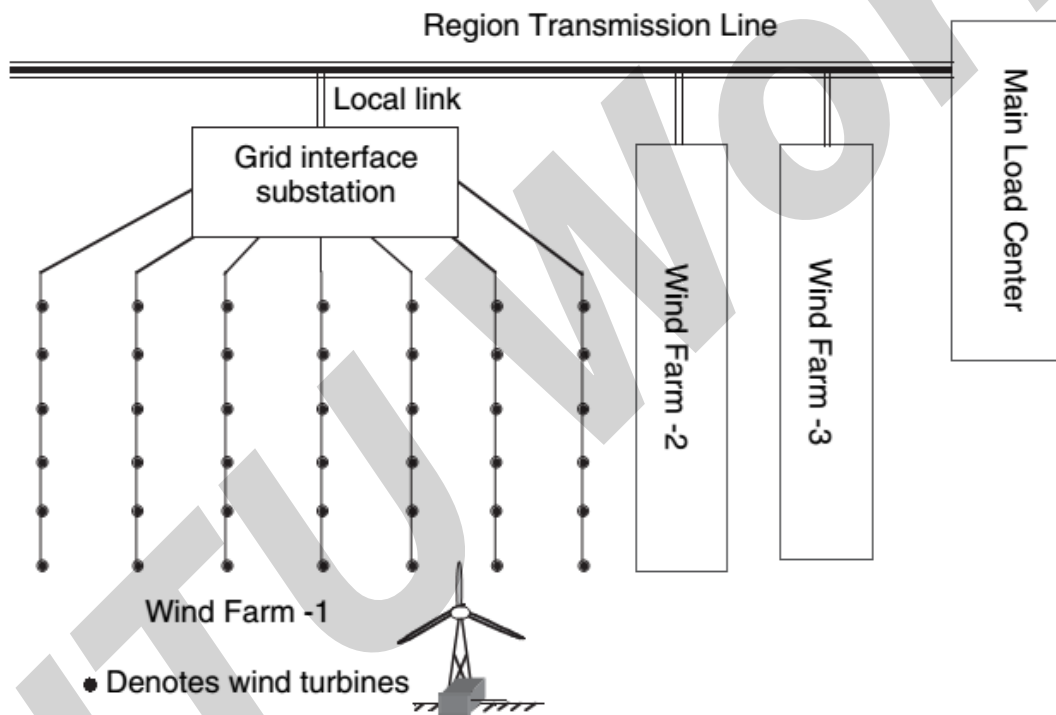 Region Transmission Line
Local link
Grid interface
substation
Main Load Center
Wind Farm -2
Wind Farm -3
Wind Farm -1
Denotes wind turbines